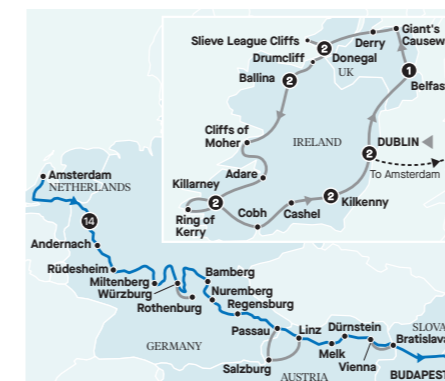 Slieve League Cliffs
2
Derry
Giant's
Causew
Drumcliff
Donegal
UK
Ballina
2
1
Belfas
Cliffs of
Moher
IRELAND
DUBLIN
2
To Amsterdam
Adare
Killarney
2
Ring of
Kerry
Cobh
Cashel
2
Kilkenny
Amsterdam
NETHERLANDS
14
Andernach
Rüdesheim
Miltenberg
Würzburg
Rothenburg
Bamberg
Nuremberg
Regensburg
Passau
Linz
Dürnstein
SLOVA
Bratislava
GERMANY
Salzburg
AUSTRIA
Melk
Vienna
BUDAPEST